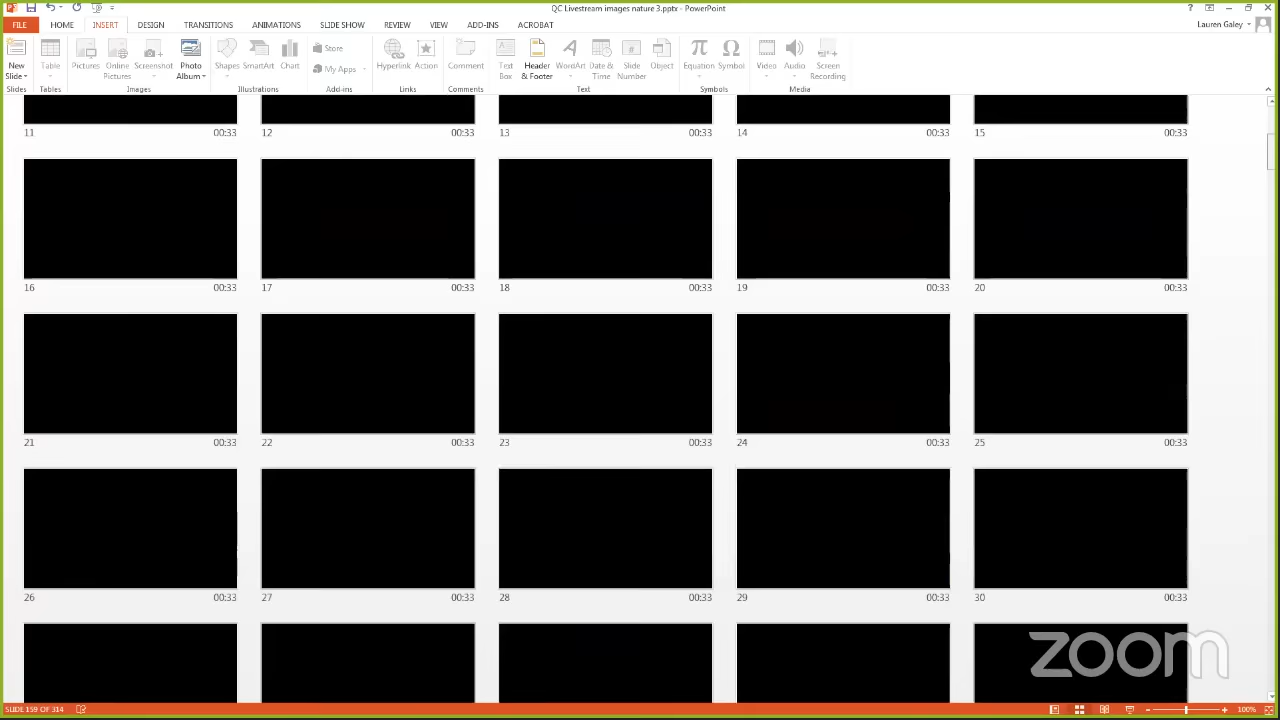 QC Livestream images nature 3.pptx - PowerPoint
FILE HOME INSERT DESIGN TRANSITIONS ANIMATIONS SLIDE SHOW REVIEW VIEW ADD-INS ACROBAT
Lauren Galey
New Slide
Table
Pictures
Online Pictures
Screenshot
Photo Album
Shapes
SmartArt
Chart
Store
My Apps
Hyperlink
Action
Comment
Text Box
Header & Footer
WordArt
Date & Time
Slide Number
Object
Equation
Symbol
Video
Audio
Screen Recording
Slides Tables Images Illustrations Add-ins Links Comments Text Symbols Media
11 00:33 12 00:33 13 00:33 14 00:33 15 00:33
16 00:33 17 00:33 18 00:33 19 00:33 20 00:33
21 00:33 22 00:33 23 00:33 24 00:33 25 00:33
26 00:33 27 00:33 28 00:33 29 00:33 30 00:33
zoom
SLIDE 159 OF 314
100%